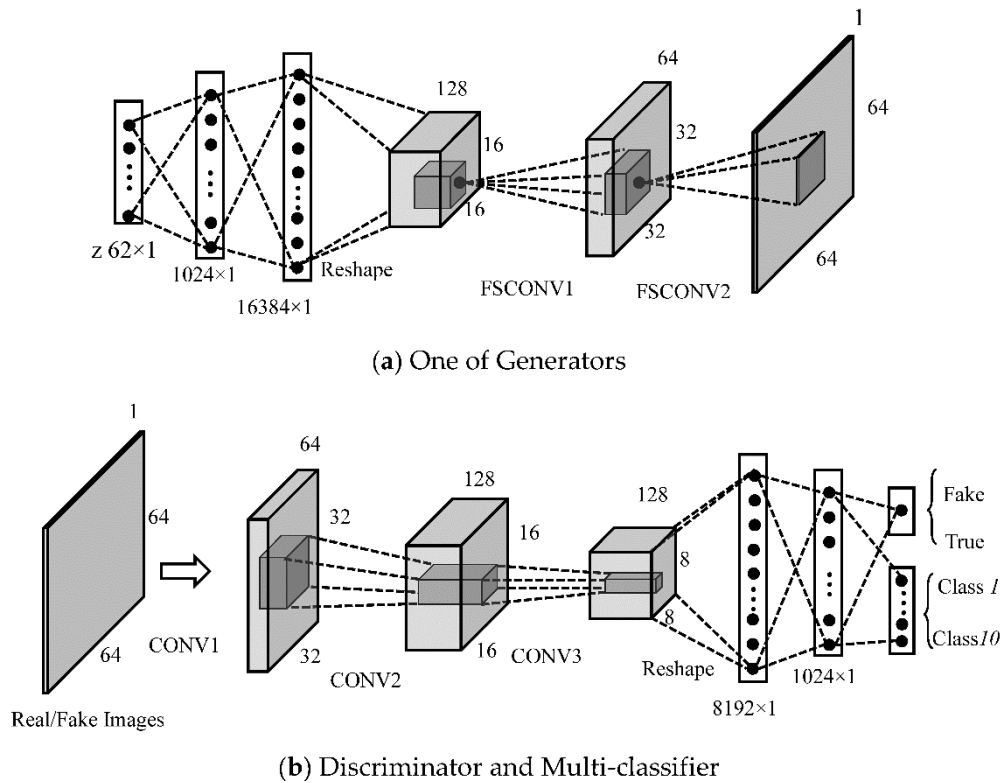 1
64
128
64
32
16
64
16
32
z 62×1
1024×1
Reshape
16384×1
FSCONV1
FSCONV2
64
(a) One of Generators
1
64
128
128
Fake
64
32
16
True
8
Class 1
8
64
CONV1
32
CONV2
16
CONV3
Class10
Reshape
1024×1
8192×1
Real/Fake Images
(b) Discriminator and Multi-classifier